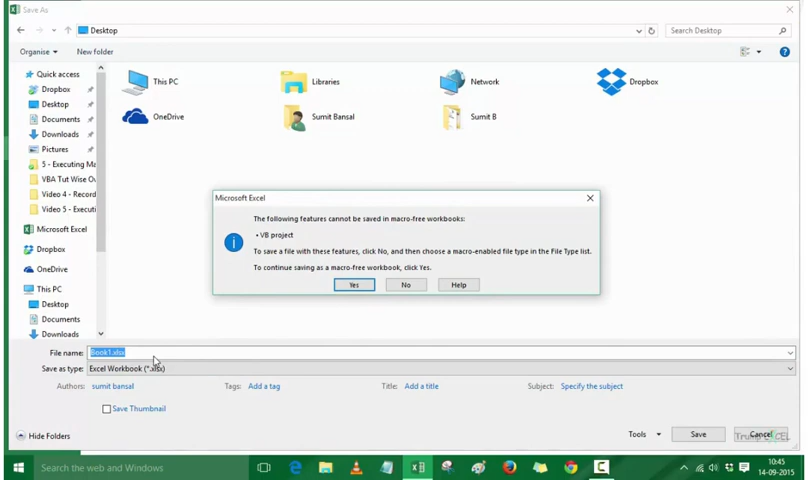 Save As
Desktop
Search Desktop
Organise
New folder
Quick access
Dropbox
Desktop
Documents
Downloads
Pictures
5 - Executing Ma
VBA Tut Wise Ov
Video 4 - Record
Video 5 - Executi
Microsoft Excel
Dropbox
OneDrive
This PC
Desktop
Documents
Downloads
This PC
Libraries
Network
Dropbox
OneDrive
Sumit Bansal
Sumit B
Microsoft Excel
The following features cannot be saved in macro-free workbooks:
• VB project
To save a file with these features, click No, and then choose a macro-enabled file type in the File Type list.
To continue saving as a macro-free workbook, click Yes.
Yes No Help
File name: Book1.xlsx
Save as type: Excel Workbook (*.xlsx)
Authors: sumit bansal Tags: Add a tag Title: Add a title Subject: Specify the subject
Save Thumbnail
Hide Folders Tools Save Cancel
Trump EXCEL
Search the web and Windows
10:45
14-09-2015